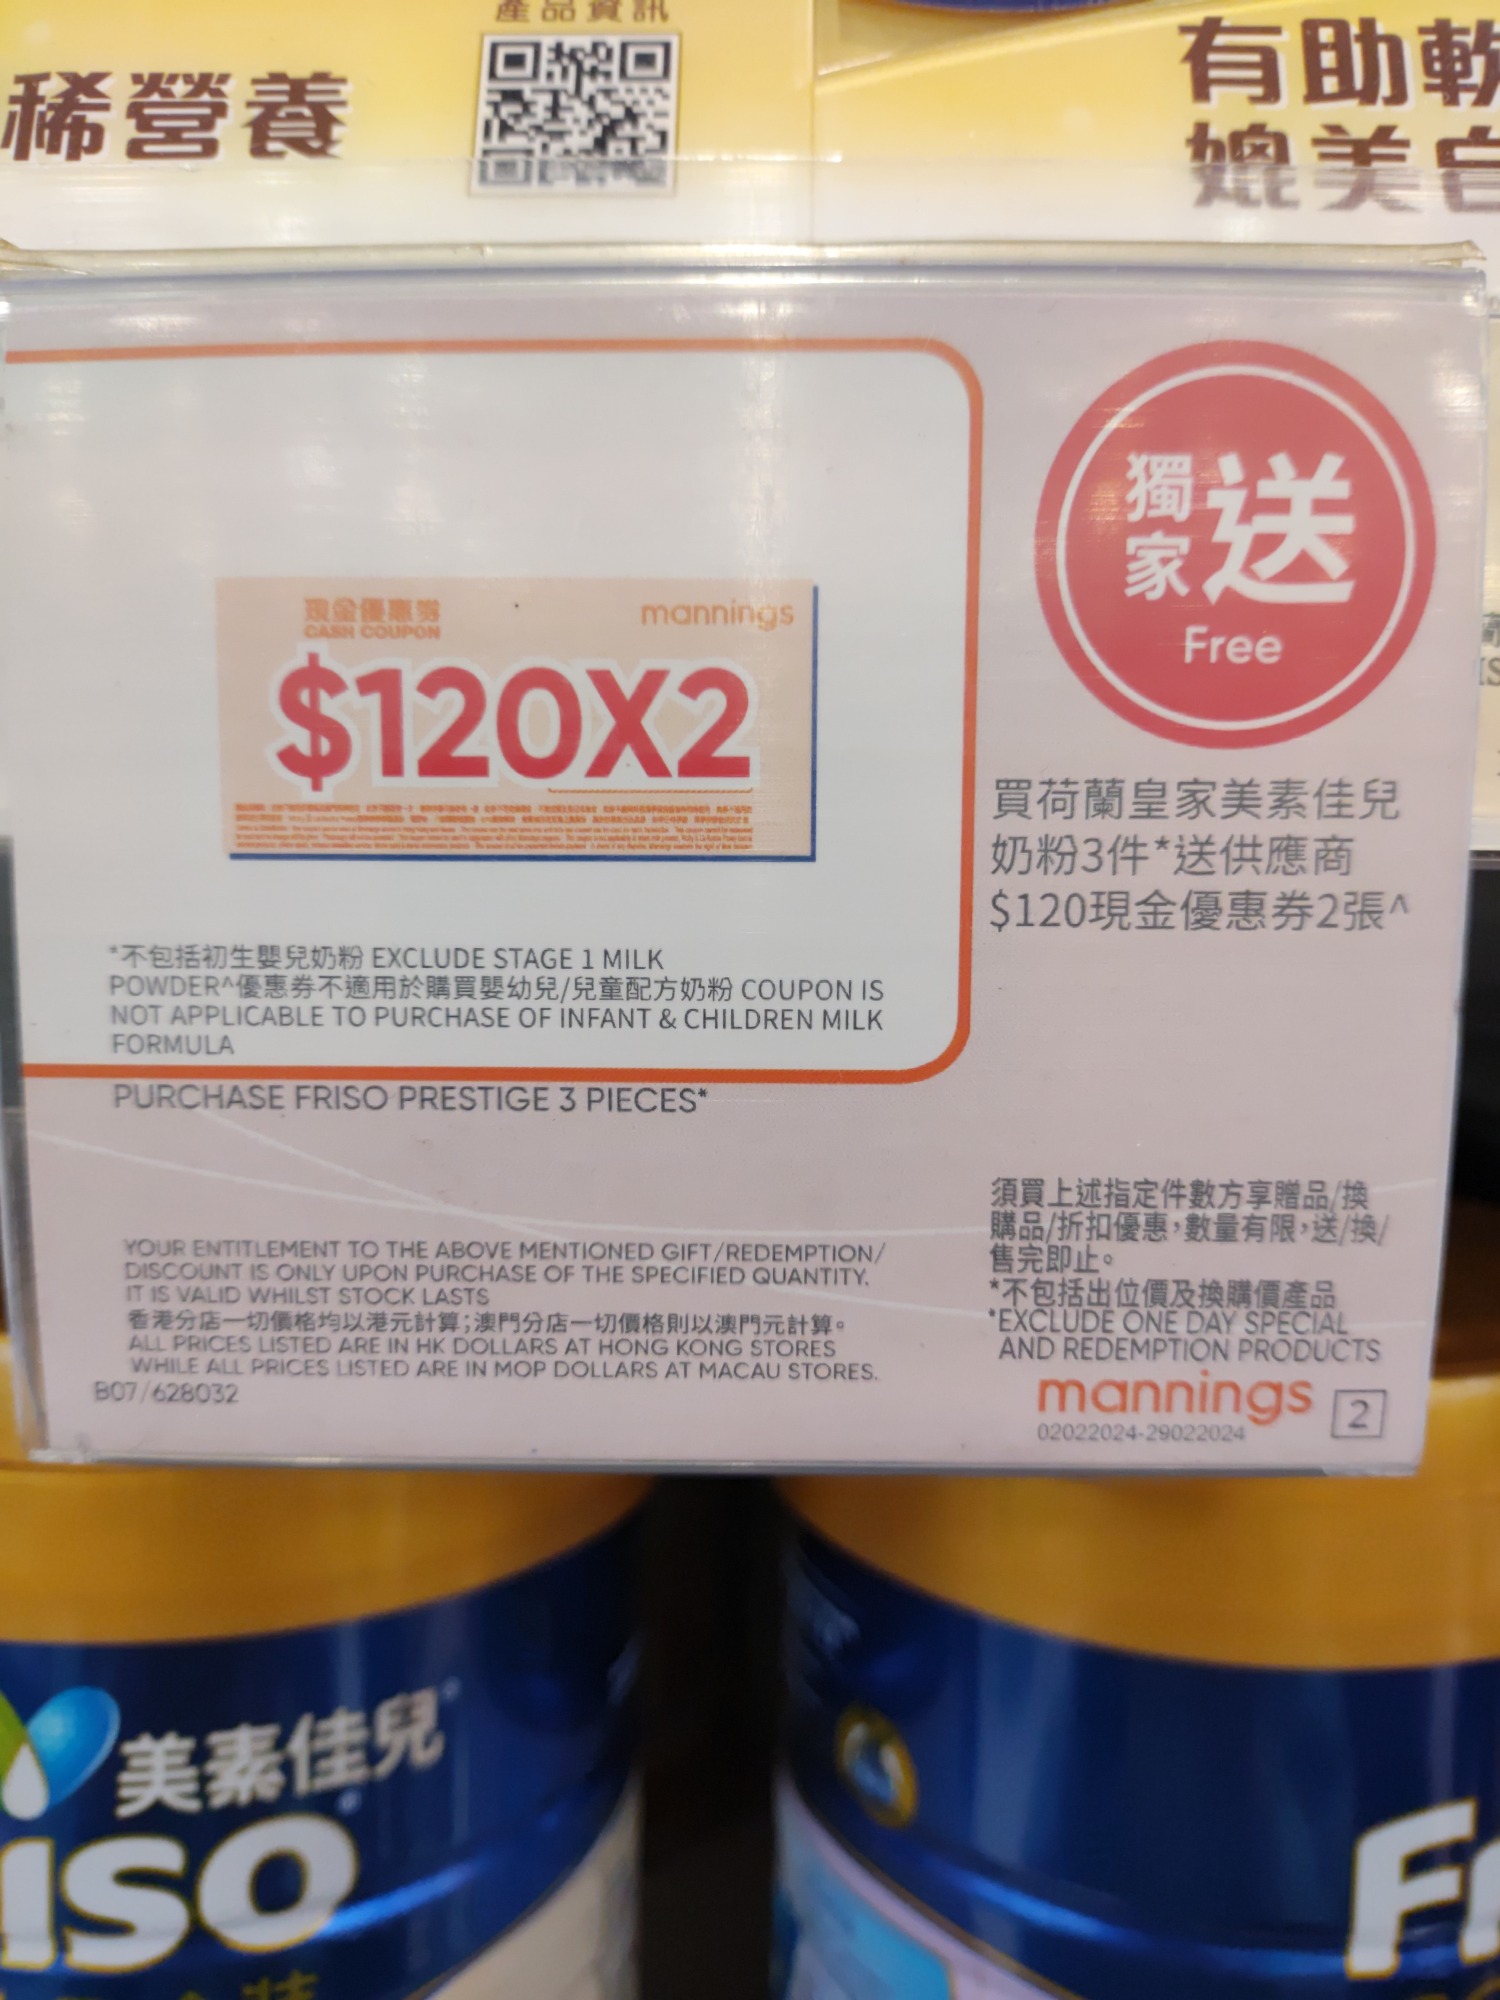 產品資訊
稀營養
有助軟
媲美
獨家送
Free
現金優惠券
CASH COUPON
mannings
$120X2
買荷蘭皇家美素佳兒
奶粉3件*送供應商
$120現金優惠券2張^
*不包括初生嬰兒奶粉 EXCLUDE STAGE 1 MILK
POWDER^優惠券不適用於購買嬰幼兒/兒童配方奶粉 COUPON IS
NOT APPLICABLE TO PURCHASE OF INFANT & CHILDREN MILK
FORMULA
PURCHASE FRISO PRESTIGE 3 PIECES*
YOUR ENTITLEMENT TO THE ABOVE MENTIONED GIFT/REDEMPTION/
DISCOUNT IS ONLY UPON PURCHASE OF THE SPECIFIED QUANTITY.
IT IS VALID WHILST STOCK LASTS
香港分店一切價格均以港元計算;澳門分店一切價格則以澳門元計算。
ALL PRICES LISTED ARE IN HK DOLLARS AT HONG KONG STORES
WHILE ALL PRICES LISTED ARE IN MOP DOLLARS AT MACAU STORES.
B07/628032
須買上述指定件數方享贈品/換
購品/折扣優惠,數量有限,送/換/
售完即止。
*不包括出位價及換購價產品
*EXCLUDE ONE DAY SPECIAL
AND REDEMPTION PRODUCTS
mannings 2
02022024-29022024
美素佳兒
ISO
F